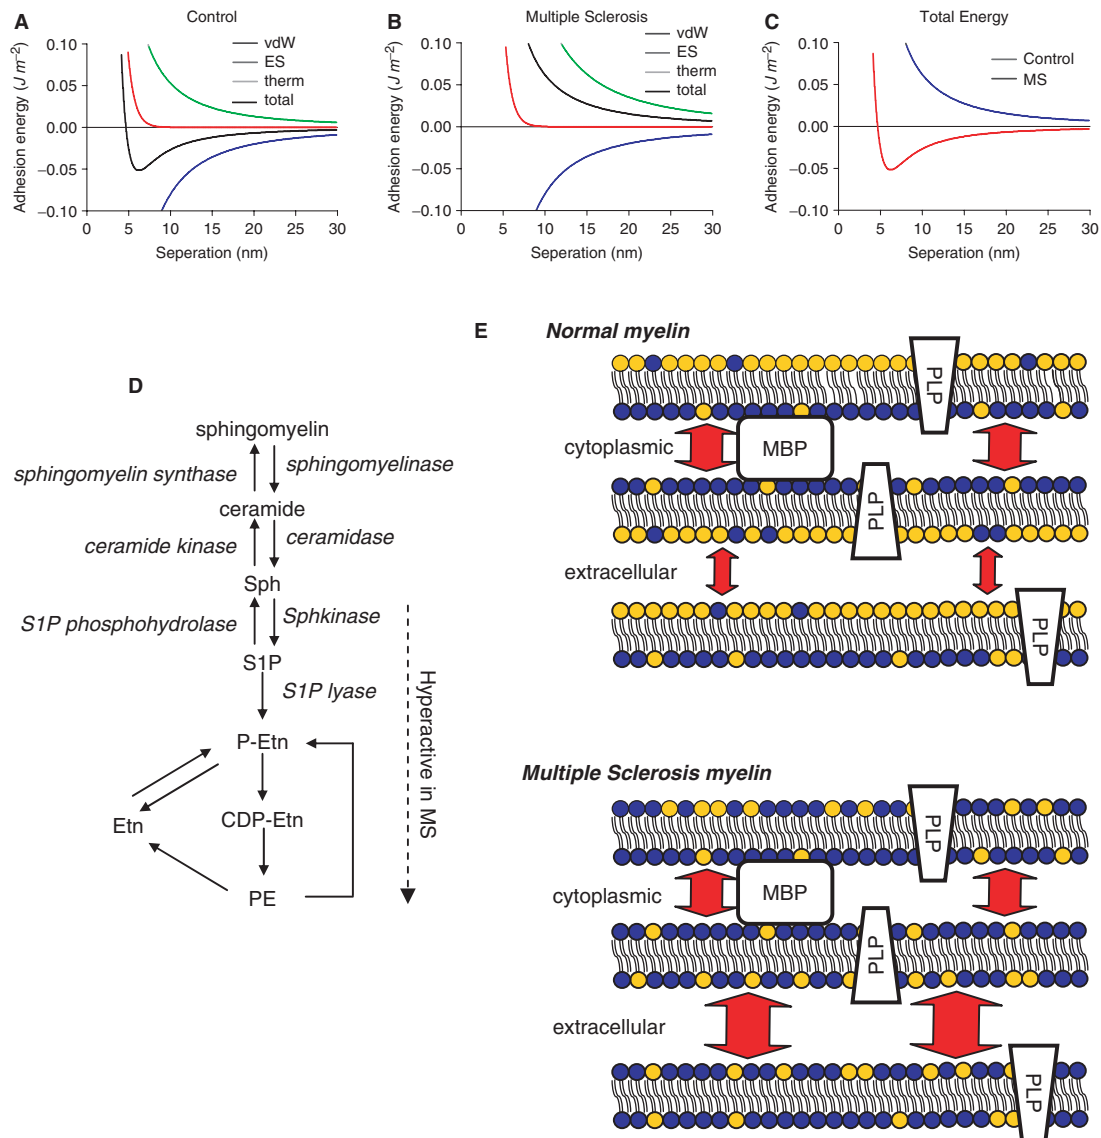 A
Control
vdW
ES
therm
total
Adhesion energy (J m⁻²)
0.10
0.05
0.00
−0.05
−0.10
0
5
10
15
20
25
30
Seperation (nm)
B
Multiple Sclerosis
vdW
ES
therm
total
Adhesion energy (J m⁻²)
0.10
0.05
0.00
−0.05
−0.10
0
5
10
15
20
25
30
Seperation (nm)
C
Total Energy
Control
MS
Adhesion energy (J m⁻²)
0.10
0.05
0.00
−0.05
−0.10
0
5
10
15
20
25
30
Seperation (nm)
D
sphingomyelin
sphingomyelin synthase
sphingomyelinase
ceramide
ceramide kinase
ceramidase
Sph
S1P phosphohydrolase
Sphkinase
S1P
S1P lyase
P-Etn
Etn
CDP-Etn
PE
Hyperactive in MS
E
Normal myelin
PLP
cytoplasmic
MBP
PLP
extracellular
PLP
Multiple Sclerosis myelin
PLP
cytoplasmic
MBP
PLP
extracellular
PLP